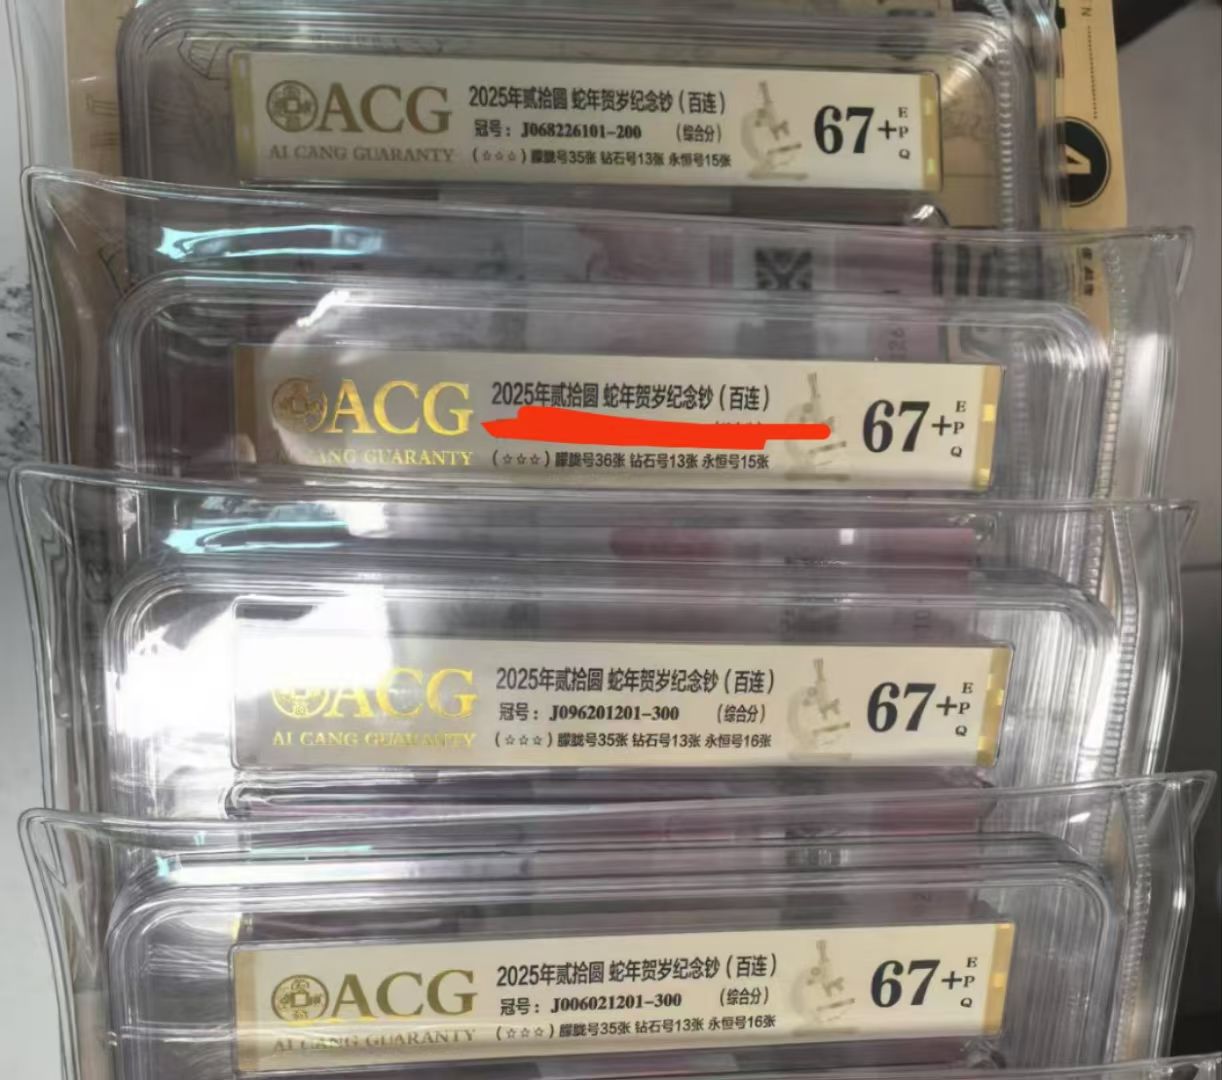 ACG
AI CANG GUARANTY
2025年贰拾圆 蛇年贺岁纪念钞（百连）
冠号：J068226101-200 （综合分）
（☆☆☆）朦胧号35张 钻石号13张 永恒号15张
67+EPQ
ACG
CANG GUARANTY
2025年贰拾圆 蛇年贺岁纪念钞（百连）
（☆☆☆）朦胧号36张 钻石号13张 永恒号15张
67+EPQ
ACG
AI CANG GUARANTY
2025年贰拾圆 蛇年贺岁纪念钞（百连）
冠号：J096201201-300 （综合分）
（☆☆☆）朦胧号35张 钻石号13张 永恒号16张
67+EPQ
ACG
AI CANG GUARANTY
2025年贰拾圆 蛇年贺岁纪念钞（百连）
冠号：J006021201-300 （综合分）
（☆☆☆）朦胧号35张 钻石号13张 永恒号16张
67+EPQ